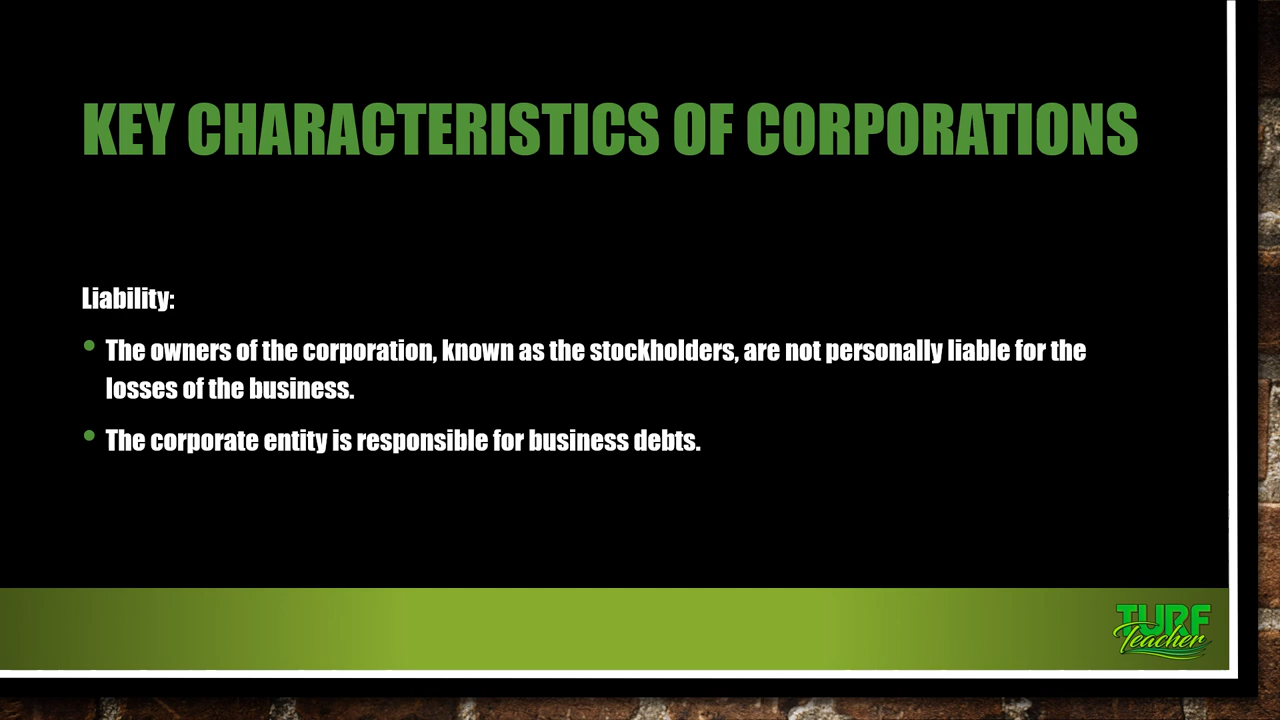 KEY CHARACTERISTICS OF CORPORATIONS
Liability:
• The owners of the corporation, known as the stockholders, are not personally liable for the
losses of the business.
• The corporate entity is responsible for business debts.
TURF
Teacher